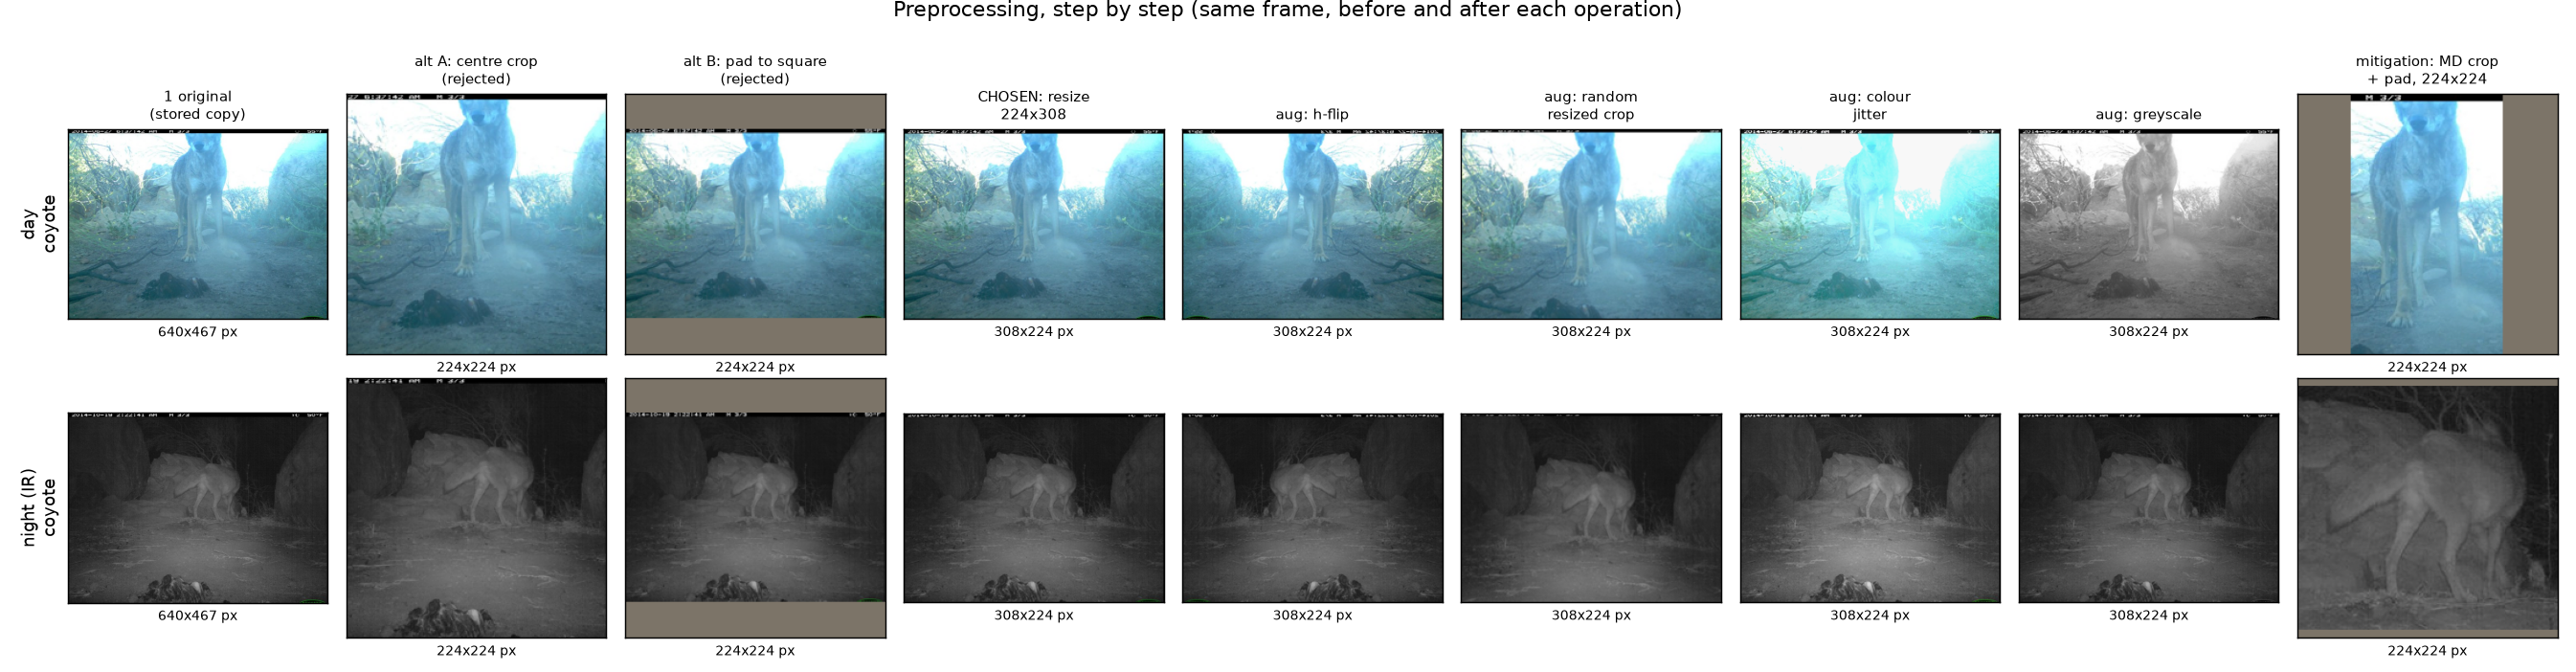 Preprocessing, step by step (same frame, before and after each operation)
1 original
(stored copy)
alt A: centre crop
(rejected)
alt B: pad to square
(rejected)
CHOSEN: resize
224x308
aug: h-flip
aug: random
resized crop
aug: colour
jitter
aug: greyscale
mitigation: MD crop
+ pad, 224x224
day
coyote
640x467 px
224x224 px
224x224 px
308x224 px
308x224 px
308x224 px
308x224 px
308x224 px
224x224 px
night (IR)
coyote
640x467 px
224x224 px
224x224 px
308x224 px
308x224 px
308x224 px
308x224 px
308x224 px
224x224 px